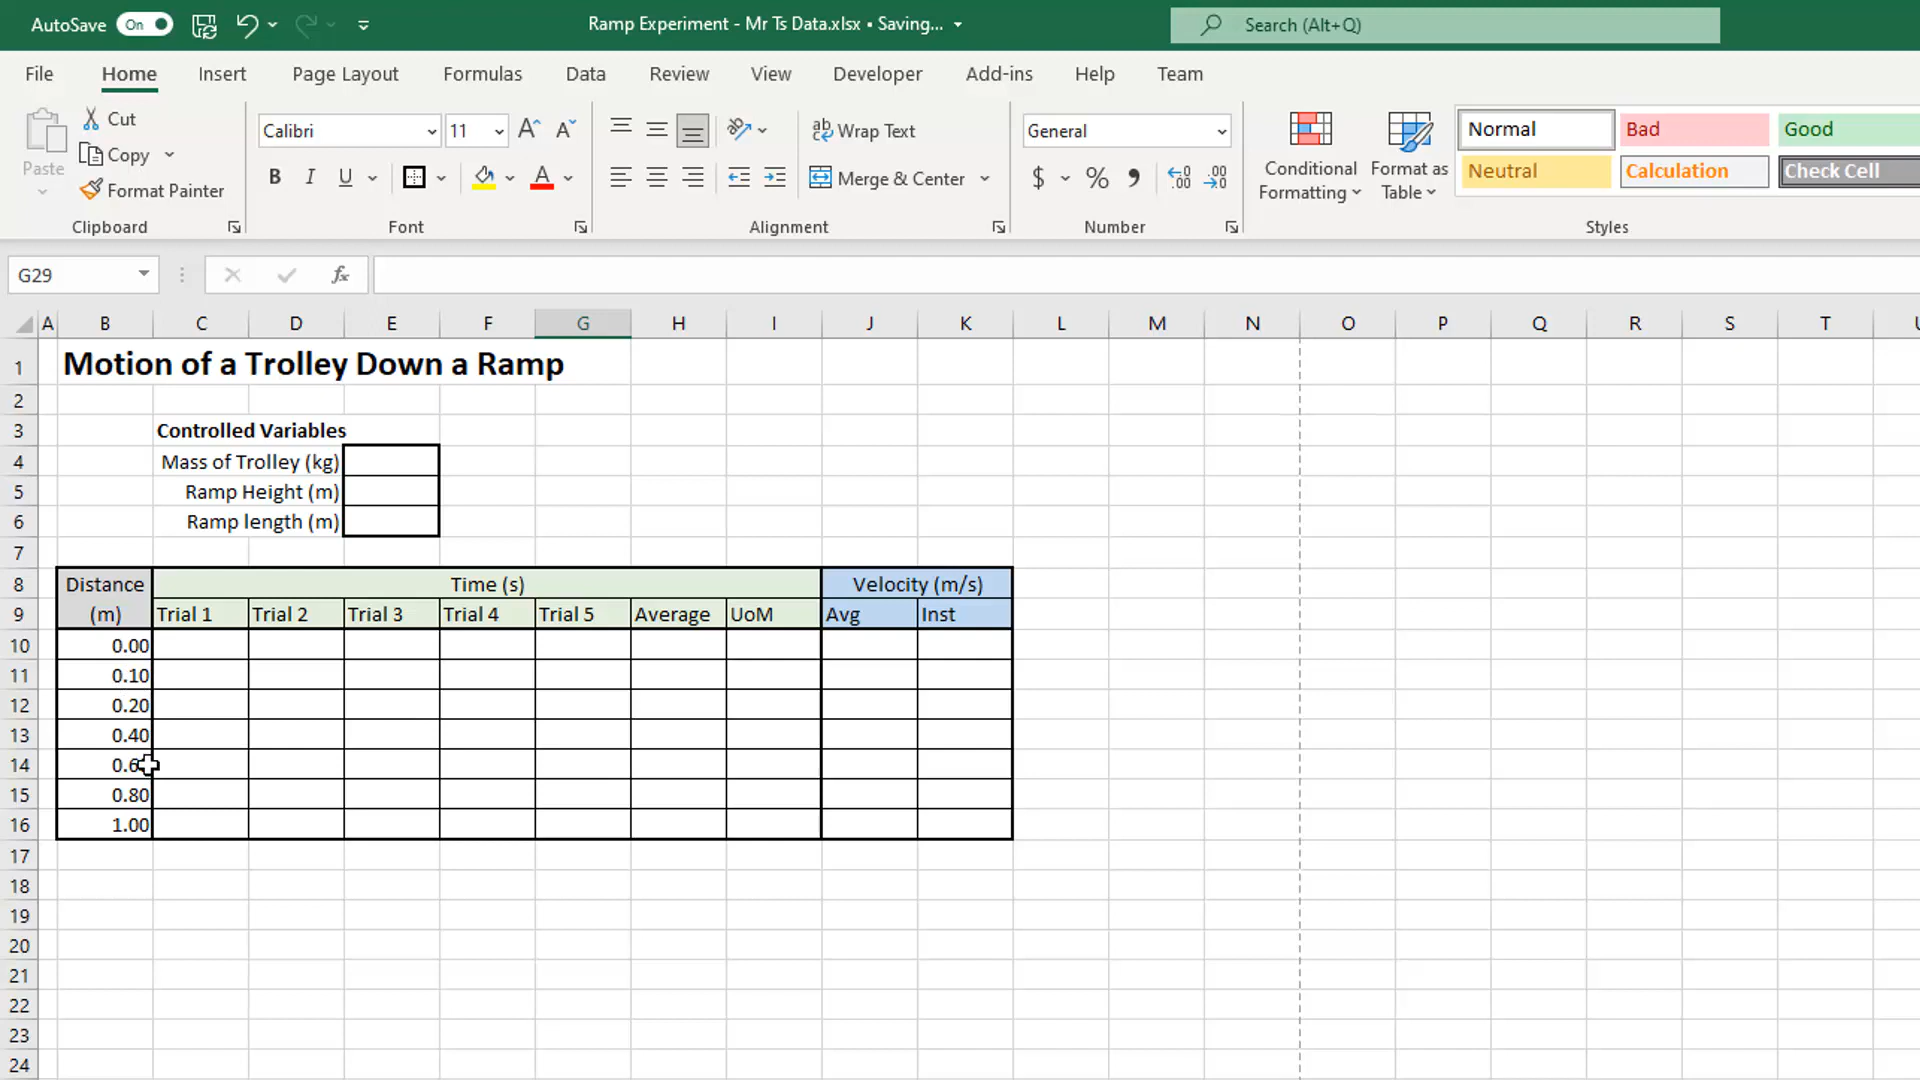 AutoSave On Ramp Experiment - Mr Ts Data.xlsx • Saving... Search (Alt+Q)
File Home Insert Page Layout Formulas Data Review View Developer Add-ins Help Team
Paste Cut Copy Format Painter Clipboard
Calibri 11 A A B I U A Font
ab Wrap Text Merge & Center Alignment
General $ % 9 .00 Number
Conditional Formatting Format as Table Normal Bad Good
Neutral Calculation Check Cell
Styles
G29 fx
A B C D E F G H I J K L M N O P Q R S T
1 Motion of a Trolley Down a Ramp
2
3 Controlled Variables
4 Mass of Trolley (kg)
5 Ramp Height (m)
6 Ramp length (m)
7
8 Distance Time (s) Velocity (m/s)
9 (m) Trial 1 Trial 2 Trial 3 Trial 4 Trial 5 Average UoM Avg Inst
10 0.00
11 0.10
12 0.20
13 0.40
14 0.6
15 0.80
16 1.00
17
18
19
20
21
22
23
24